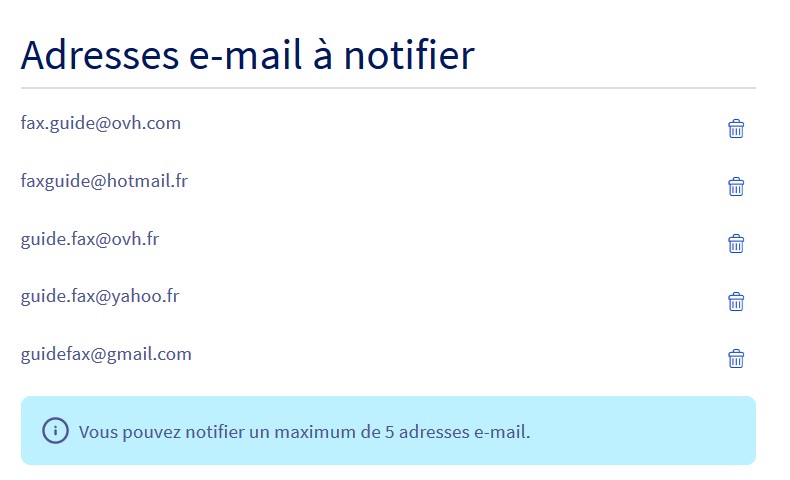 Adresses e-mail à notifier
fax.guide@ovh.com
faxguide@hotmail.fr
guide.fax@ovh.fr
guide.fax@yahoo.fr
guidefax@gmail.com
Vous pouvez notifier un maximum de 5 adresses e-mail.